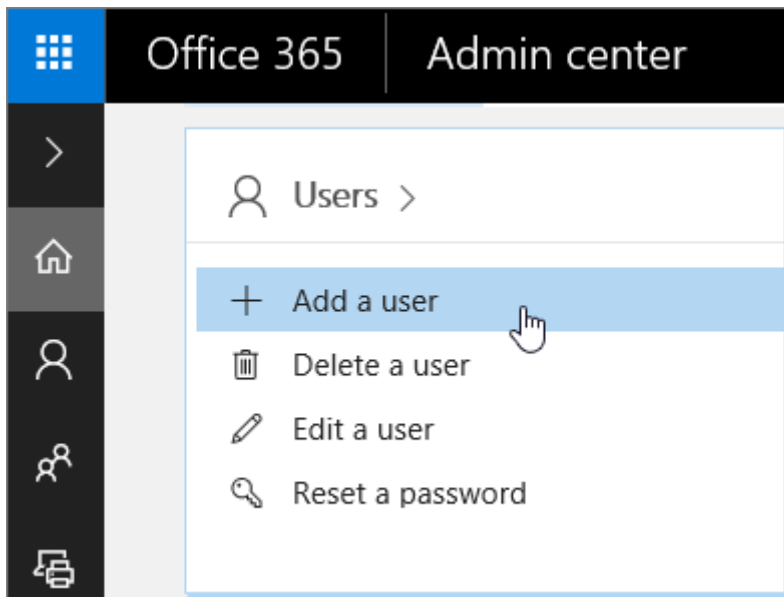 Office 365 Admin center
Users
Add a user
Delete a user
Edit a user
Reset a password